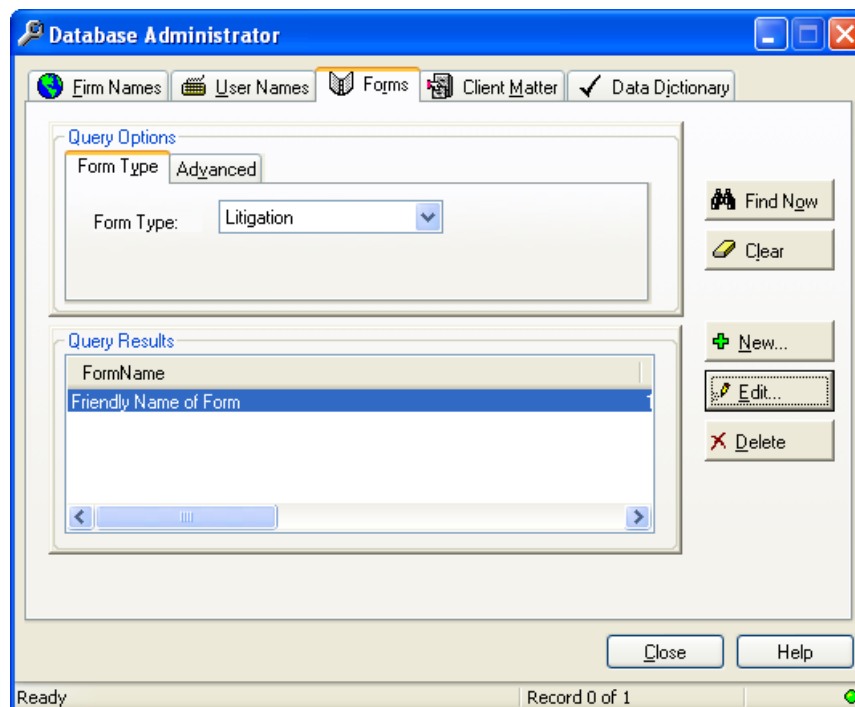 Database Administrator
Firm Names User Names Forms Client Matter Data Dictionary
Query Options
Form Type Advanced
Form Type: Litigation
Find Now
Clear
Query Results
FormName
Friendly Name of Form 1
New...
Edit...
Delete
Close Help
Ready Record 0 of 1